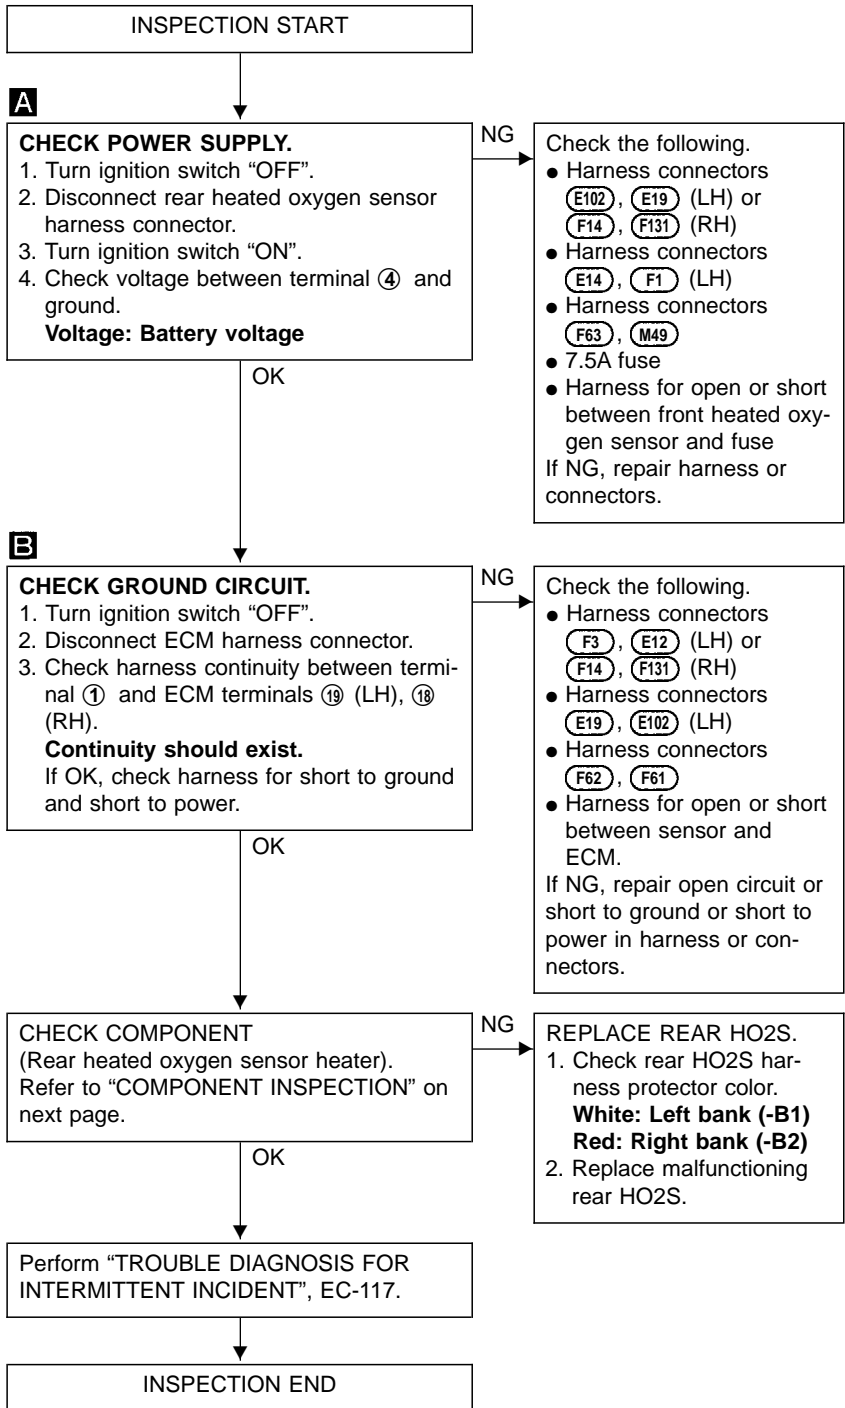 INSPECTION START
A
CHECK POWER SUPPLY.
1. Turn ignition switch “OFF”.
2. Disconnect rear heated oxygen sensor
harness connector.
3. Turn ignition switch “ON”.
4. Check voltage between terminal ④ and
ground.
Voltage: Battery voltage
NG
Check the following.
● Harness connectors
E102, E19 (LH) or
F14, F131 (RH)
● Harness connectors
E14, F1 (LH)
● Harness connectors
F63, M49
● 7.5A fuse
● Harness for open or short
between front heated oxy-
gen sensor and fuse
If NG, repair harness or
connectors.
OK
B
CHECK GROUND CIRCUIT.
1. Turn ignition switch “OFF”.
2. Disconnect ECM harness connector.
3. Check harness continuity between termi-
nal ① and ECM terminals ⑲ (LH), ⑱
(RH).
Continuity should exist.
If OK, check harness for short to ground
and short to power.
NG
Check the following.
● Harness connectors
F3, E12 (LH) or
F14, F131 (RH)
● Harness connectors
E19, E102 (LH)
● Harness connectors
F62, F61
● Harness for open or short
between sensor and
ECM.
If NG, repair open circuit or
short to ground or short to
power in harness or con-
nectors.
OK
CHECK COMPONENT
(Rear heated oxygen sensor heater).
Refer to “COMPONENT INSPECTION” on
next page.
NG
REPLACE REAR HO2S.
1. Check rear HO2S har-
ness protector color.
White: Left bank (-B1)
Red: Right bank (-B2)
2. Replace malfunctioning
rear HO2S.
OK
Perform “TROUBLE DIAGNOSIS FOR
INTERMITTENT INCIDENT”, EC-117.
INSPECTION END